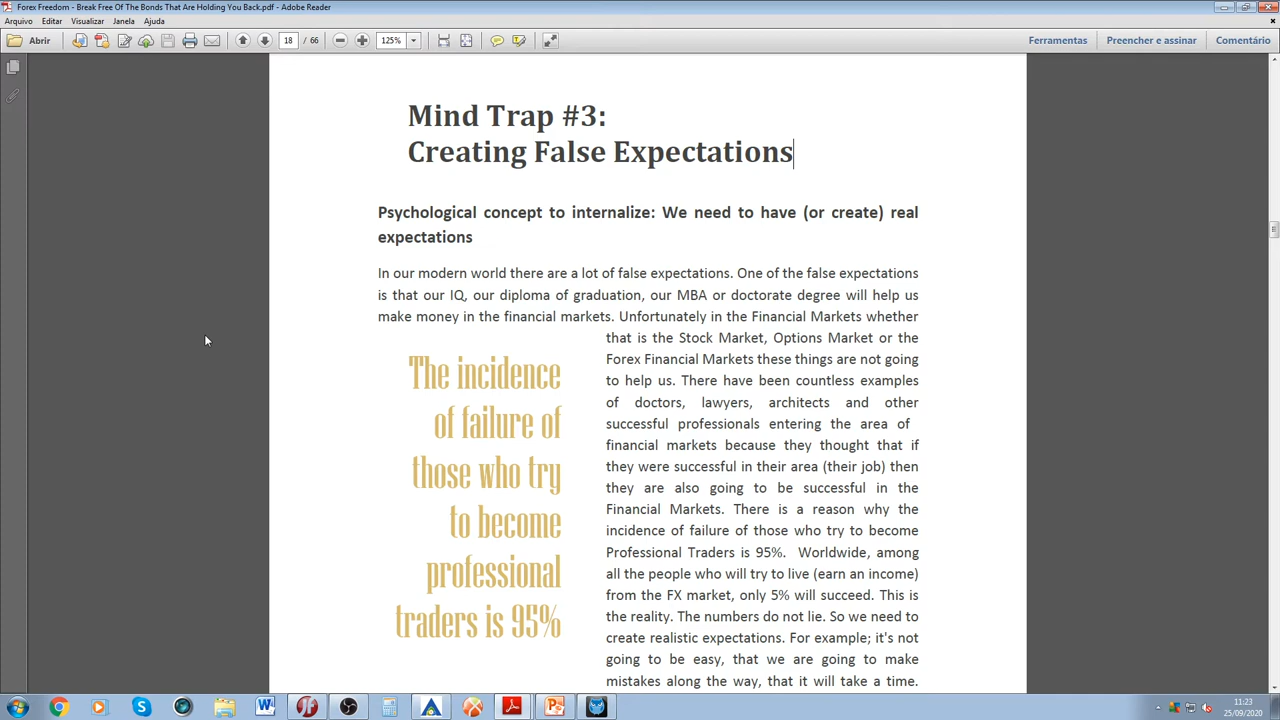 Forex Freedom - Break Free Of The Bonds That Are Holding You Back.pdf - Adobe Reader
Arquivo Editar Visualizar Janela Ajuda
Abrir 18 / 66 125% Ferramentas Preencher e assinar Comentário
Mind Trap #3:
Creating False Expectations
Psychological concept to internalize: We need to have (or create) real
expectations
In our modern world there are a lot of false expectations. One of the false expectations
is that our IQ, our diploma of graduation, our MBA or doctorate degree will help us
make money in the financial markets. Unfortunately in the Financial Markets whether
that is the Stock Market, Options Market or the
Forex Financial Markets these things are not going
to help us. There have been countless examples
of doctors, lawyers, architects and other
successful professionals entering the area of
financial markets because they thought that if
they were successful in their area (their job) then
they are also going to be successful in the
Financial Markets. There is a reason why the
incidence of failure of those who try to become
Professional Traders is 95%. Worldwide, among
all the people who will try to live (earn an income)
from the FX market, only 5% will succeed. This is
the reality. The numbers do not lie. So we need to
create realistic expectations. For example; it's not
going to be easy, that we are going to make
mistakes along the way, that it will take a time.
The incidence
of failure of
those who try
to become
professional
traders is 95%
11:23
25/09/2020